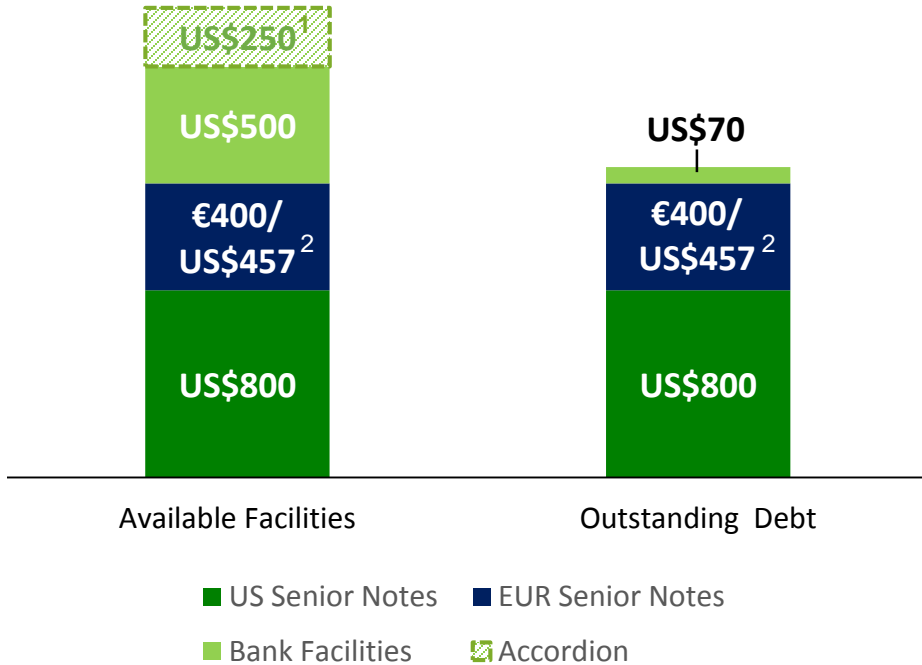 US$250¹
US$500
US$70
€400/
US$457²
€400/
US$457²
US$800
US$800
Available Facilities
Outstanding Debt
US Senior Notes
EUR Senior Notes
Bank Facilities
Accordion